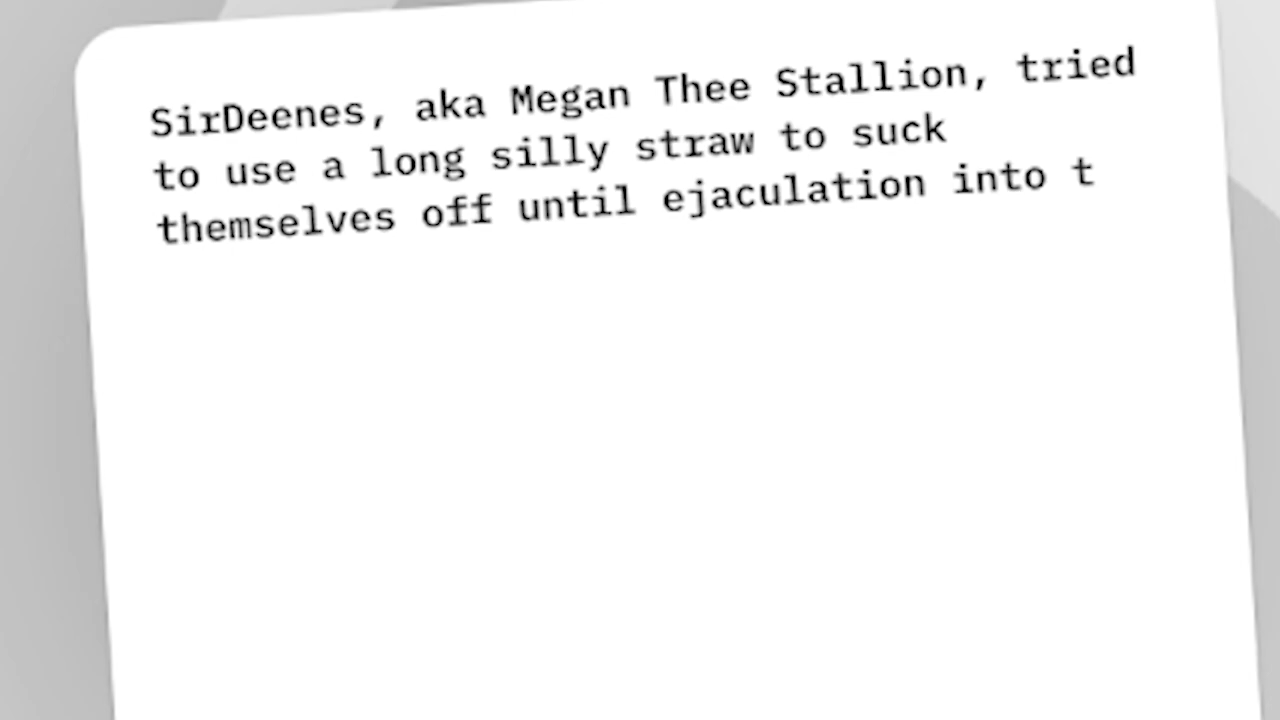 SirDeenes, aka Megan Thee Stallion, tried
to use a long silly straw to suck
themselves off until ejaculation into t